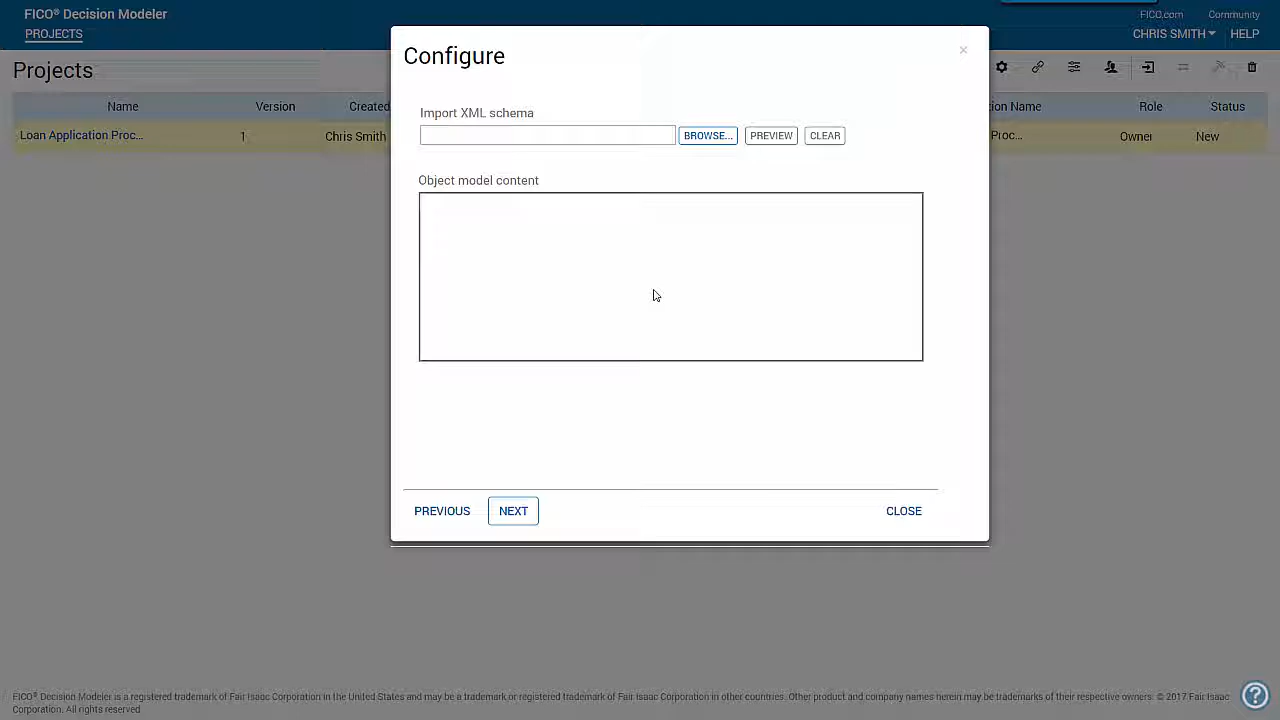 FICO® Decision Modeler
FICO.com Community
PROJECTS
CHRIS SMITH HELP
Configure
×
Projects
Name Version Created ion Name Role Status
Loan Application Proc... 1 Chris Smith Proc... Owner New
Import XML schema
BROWSE... PREVIEW CLEAR
Object model content
PREVIOUS NEXT CLOSE
FICO® Decision Modeler is a registered trademark of Fair Isaac Corporation in the United States and may be a trademark or registered trademark of Fair Isaac Corporation in other countries. Other product and company names herein may be trademarks of their respective owners. © 2017 Fair Isaac
Corporation. All rights reserved.
?